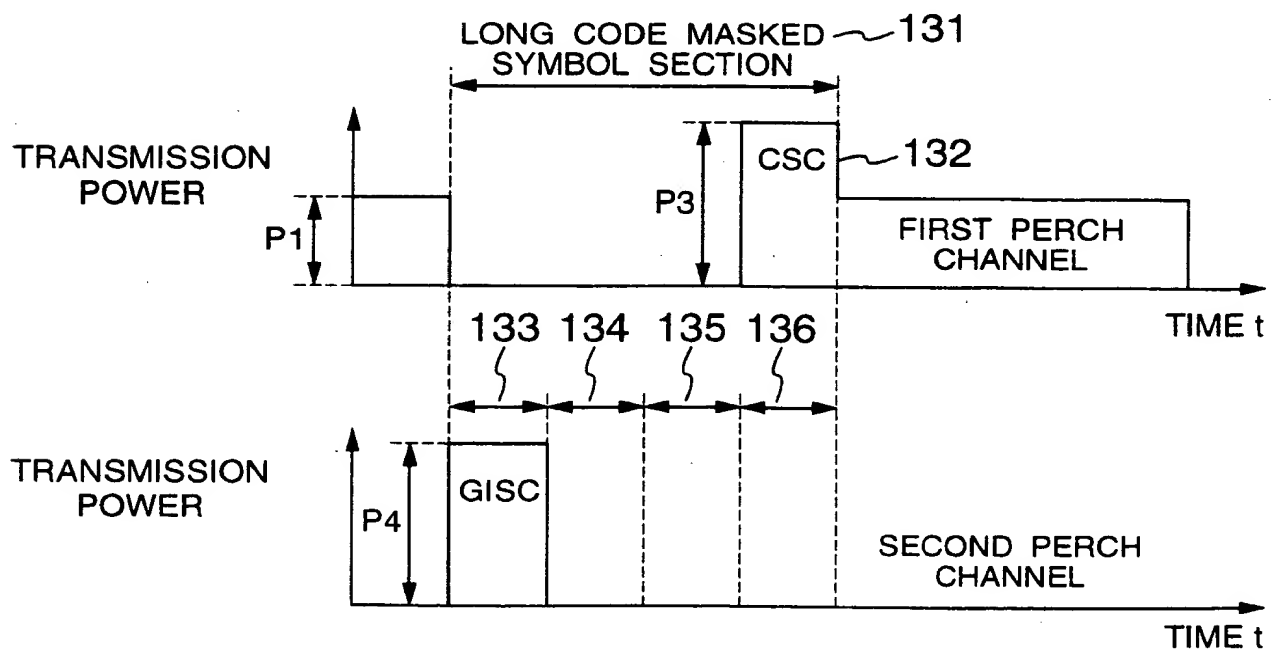 LONG CODE MASKED 131
SYMBOL SECTION
TRANSMISSION
POWER
P1
P3
CSC
132
FIRST PERCH
CHANNEL
TIME t
133 134 135 136
TRANSMISSION
POWER
P4
GISC
SECOND PERCH
CHANNEL
TIME t